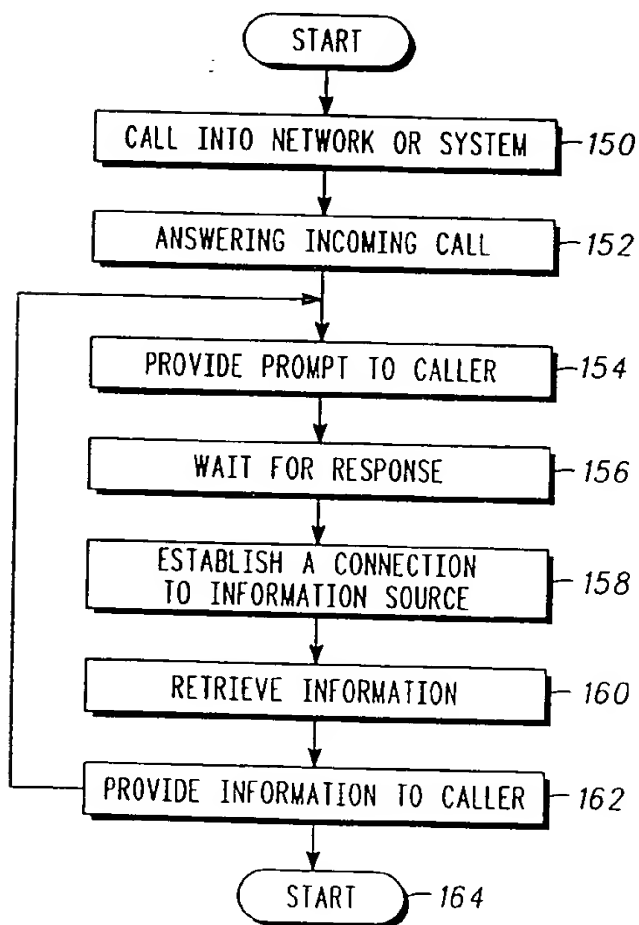 START
CALL INTO NETWORK OR SYSTEM 150
ANSWERING INCOMING CALL 152
PROVIDE PROMPT TO CALLER 154
WAIT FOR RESPONSE 156
ESTABLISH A CONNECTION
TO INFORMATION SOURCE 158
RETRIEVE INFORMATION 160
PROVIDE INFORMATION TO CALLER 162
START 164